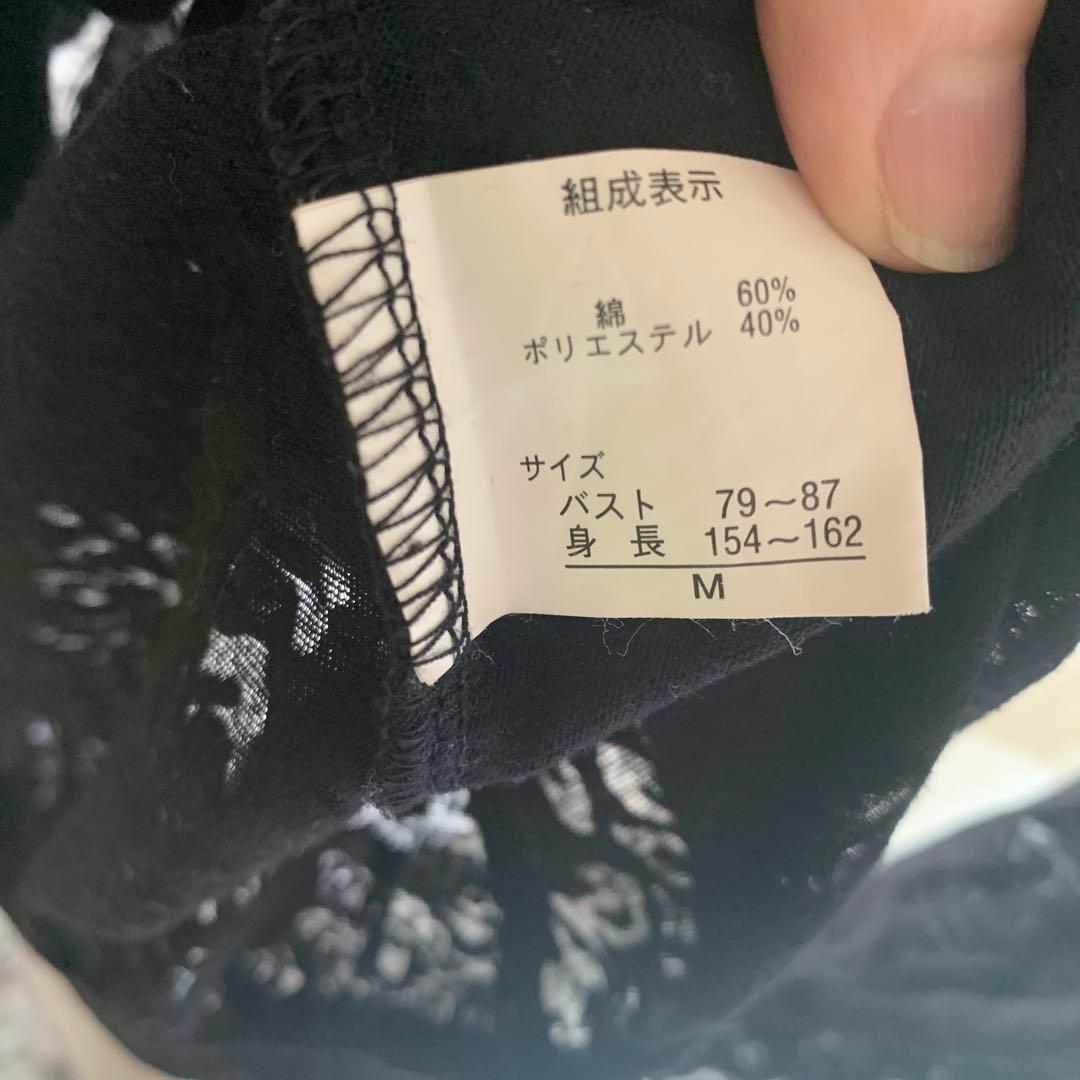 組成表示
綿 60%
ポリエステル 40%
サイズ
バスト 79～87
身長 154～162
M